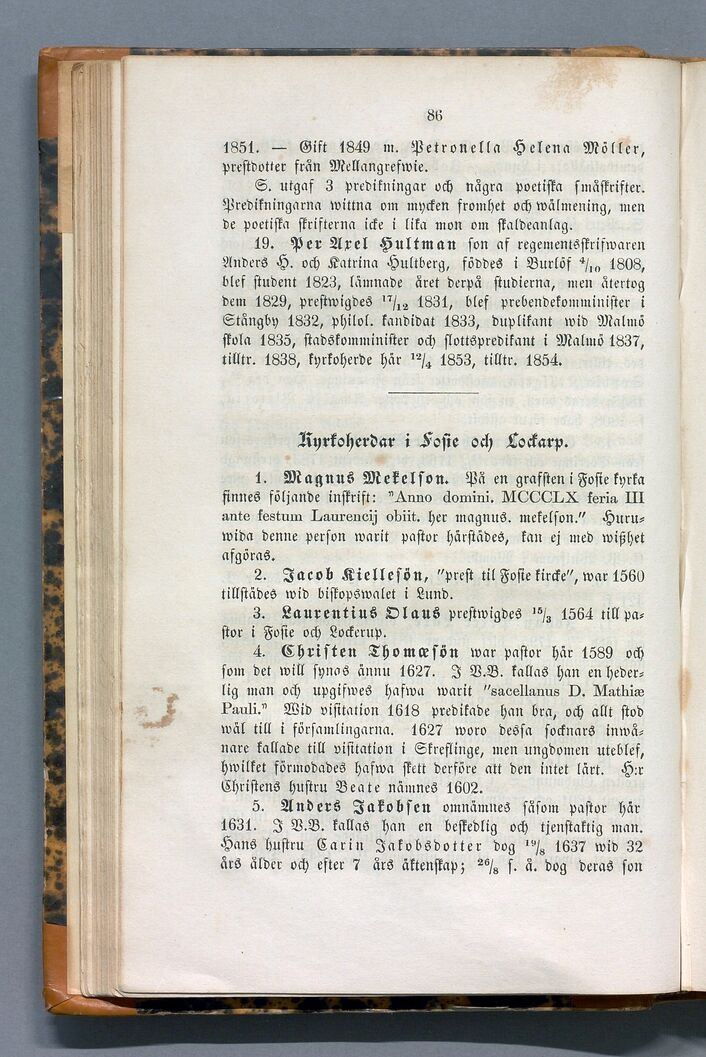 86
1851. — Gift 1849 m. Petronella Helena Möller,
prestdotter från Mellangrefwie.
S. utgaf 3 predikningar och några poetiska småskrifter.
Predikningarna wittna om mycken fromhet och wälmening, men
de poetiska skrifterna icke i lika mon om skaldeanlag.
19. Per Axel Hultman son af regementsskrifwaren
Anders H. och Katrina Hultberg, föddes i Burlöf 4/10 1808,
blef student 1823, lämnade året derpå studierna, men återtog
dem 1829, prestwigdes 17/12 1831, blef prebendekomminister i
Stångby 1832, philol. kandidat 1833, duplikant wid Malmö
skola 1835, stadskomminister och slottspredikant i Malmö 1837,
tilltr. 1838, kyrkoherde här 12/4 1853, tilltr. 1854.
Kyrkoherdar i Fosie och Lockarp.
1. Magnus Mekelson. På en grafsten i Fosie kyrka
finnes följande inskrift: "Anno domini. MCCCLX feria III
ante festum Laurencij obiit. her magnus. mekelson." Huru-
wida denne person warit pastor härstädes, kan ej med wißhet
afgöras.
2. Jacob Kiellesön, "prest til Fosie kircke", war 1560
tillstädes wid biskopswalet i Lund.
3. Laurentius Olaus prestwigdes 15/3 1564 till pa-
stor i Fosie och Lockerup.
4. Christen Thomæsön war pastor här 1589 och
som det will synas ännu 1627. I V.B. kallas han en heder-
lig man och upgifwes hafwa warit "sacellanus D. Mathiæ
Pauli." Wid visitation 1618 predikade han bra, och allt stod
wäl till i församlingarna. 1627 woro dessa socknars inwå-
nare kallade till visitation i Skreflinge, men ungdomen uteblef,
hwilket förmodades hafwa skett derföre att den intet lärt. H:r
Christens hustru Beate nämnes 1602.
5. Anders Jakobsen omnämnes såsom pastor här
1631. I V.B. kallas han en beskedlig och tjenstaktig man.
Hans hustru Carin Jakobsdotter dog 19/8 1637 wid 32
års ålder och efter 7 års äktenskap; 26/8 s. å. dog deras son